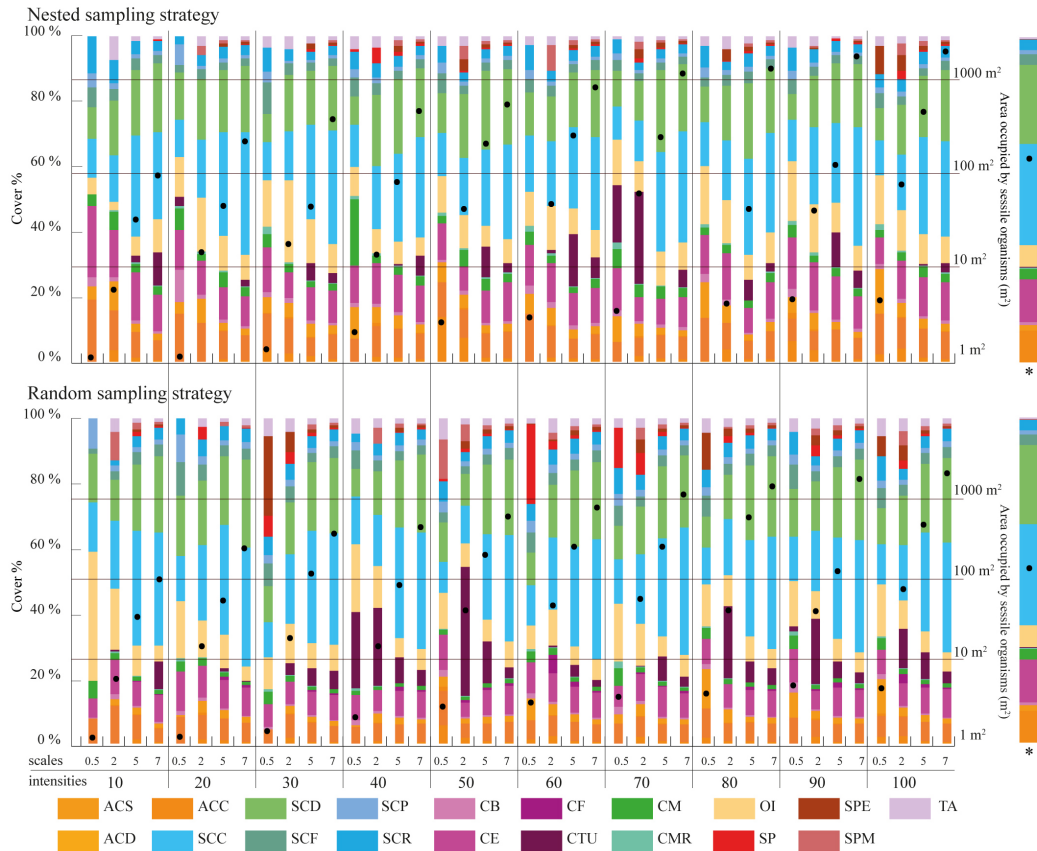 Nested sampling strategy
100 %
80 %
60 %
40 %
20 %
0 %
Cover %
1000 m²
100 m²
10 m²
1 m²
Area occupied by sessile organisms (m²)
*
Random sampling strategy
100 %
80 %
60 %
40 %
20 %
0 %
Cover %
1000 m²
100 m²
10 m²
1 m²
Area occupied by sessile organisms (m²)
*
scales 0.5 2 5 7 0.5 2 5 7 0.5 2 5 7 0.5 2 5 7 0.5 2 5 7 0.5 2 5 7 0.5 2 5 7 0.5 2 5 7 0.5 2 5 7 0.5 2 5 7
intensities 10 20 30 40 50 60 70 80 90 100
ACS ACC SCD SCP CB CF CM OI SPE TA
ACD SCC SCF SCR CE CTU CMR SP SPM